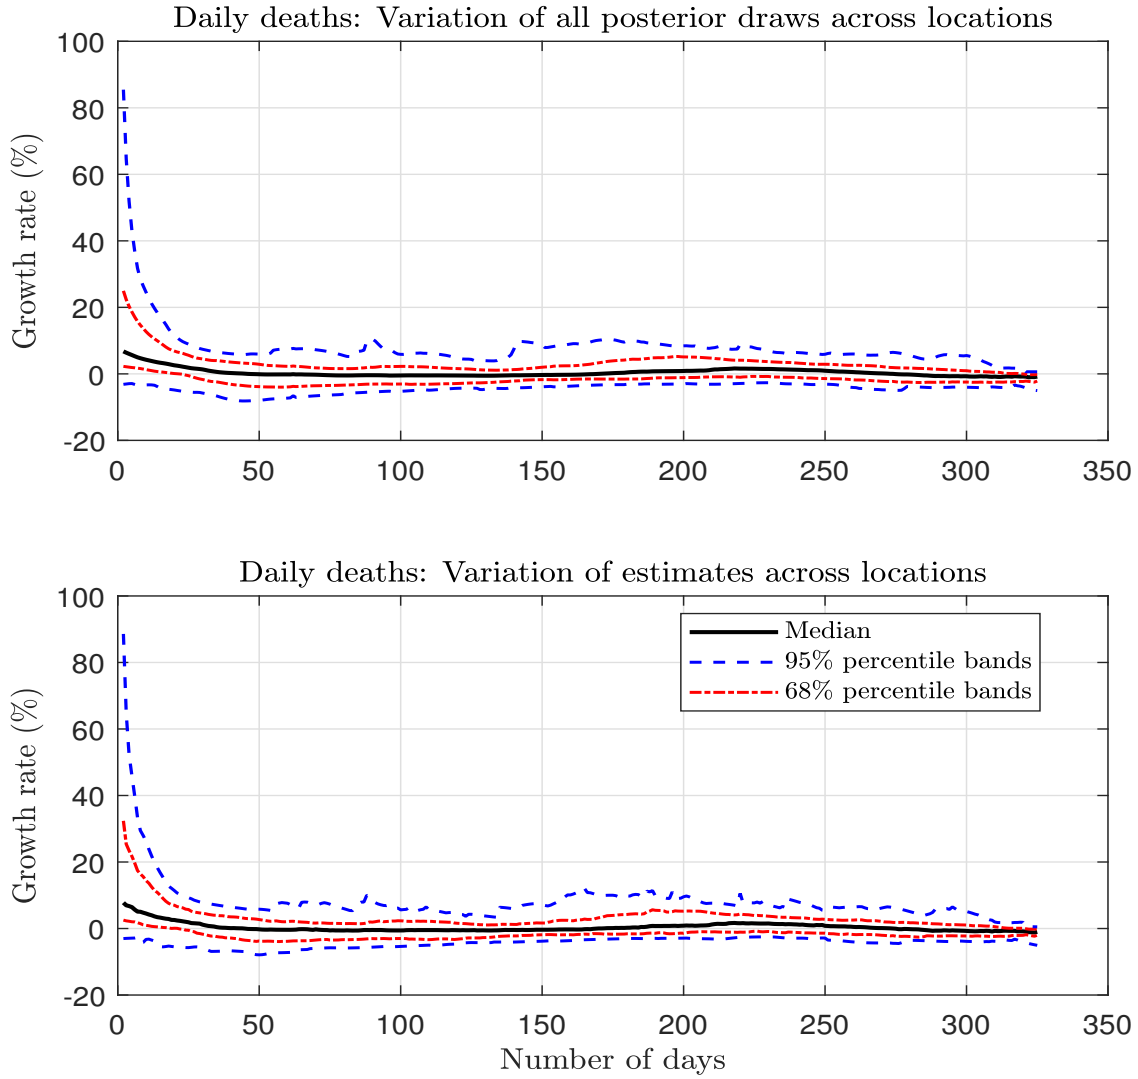 Daily deaths: Variation of all posterior draws across locations
100
80
60
40
20
0
-20
Growth rate (%)
0 50 100 150 200 250 300 350
Daily deaths: Variation of estimates across locations
100
80
60
40
20
0
-20
Growth rate (%)
Median
95% percentile bands
68% percentile bands
0 50 100 150 200 250 300 350
Number of days